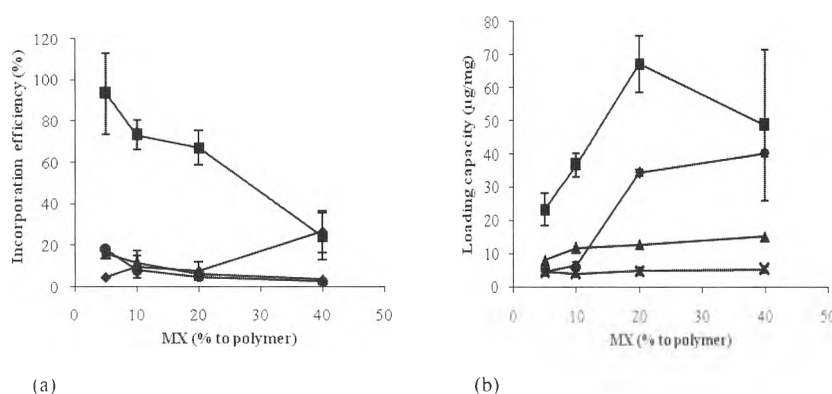 120
100
80
60
40
20
0
Incorporation efficiency (%)
0 10 20 30 40 50
MX (% to polymer)
(a)
80
70
60
50
40
30
20
10
0
Loading capacity (µg/mg)
0 10 20 30 40 50
MX (% to polymer)
(b)